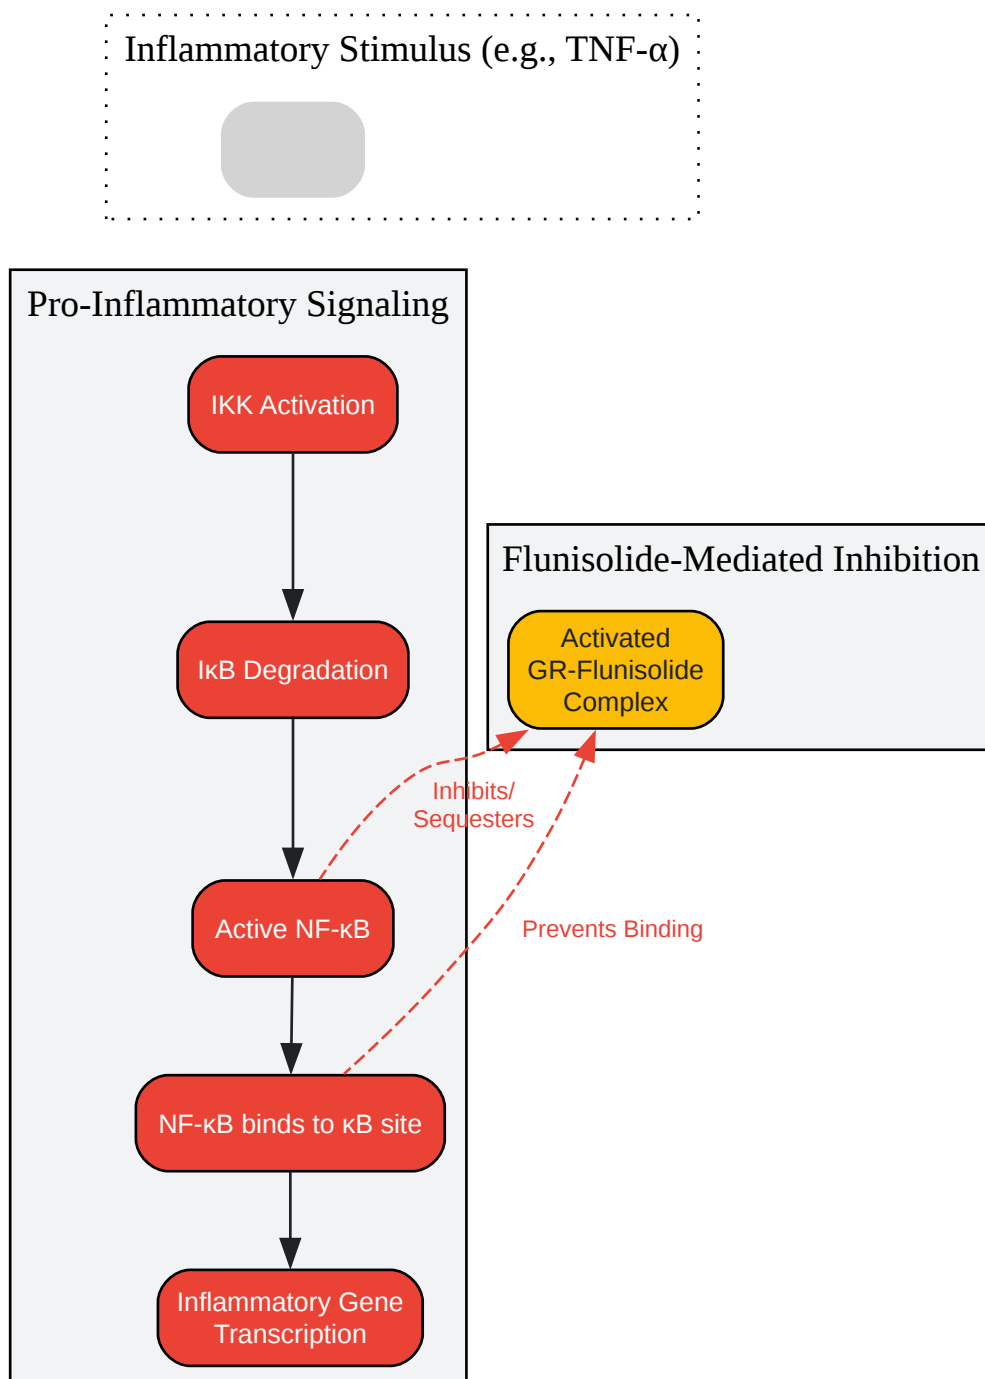 Inflammatory Stimulus (e.g., TNF-α)
Pro-Inflammatory Signaling
IKK Activation
Flunisolide-Mediated Inhibition
Activated
GR-Flunisolide
Complex
IκB Degradation
Inhibits/
Sequesters
Active NF-κB
Prevents Binding
NF-κB binds to κB site
Inflammatory Gene
Transcription